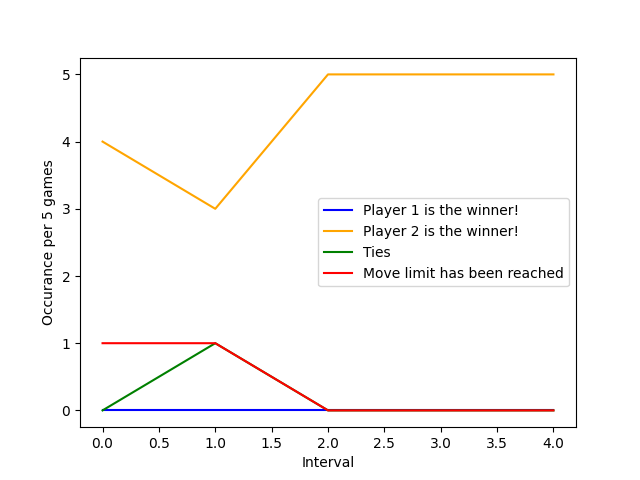 5
4
3
2
1
0
Occurance per 5 games
Player 1 is the winner!
Player 2 is the winner!
Ties
Move limit has been reached
0.0 0.5 1.0 1.5 2.0 2.5 3.0 3.5 4.0
Interval